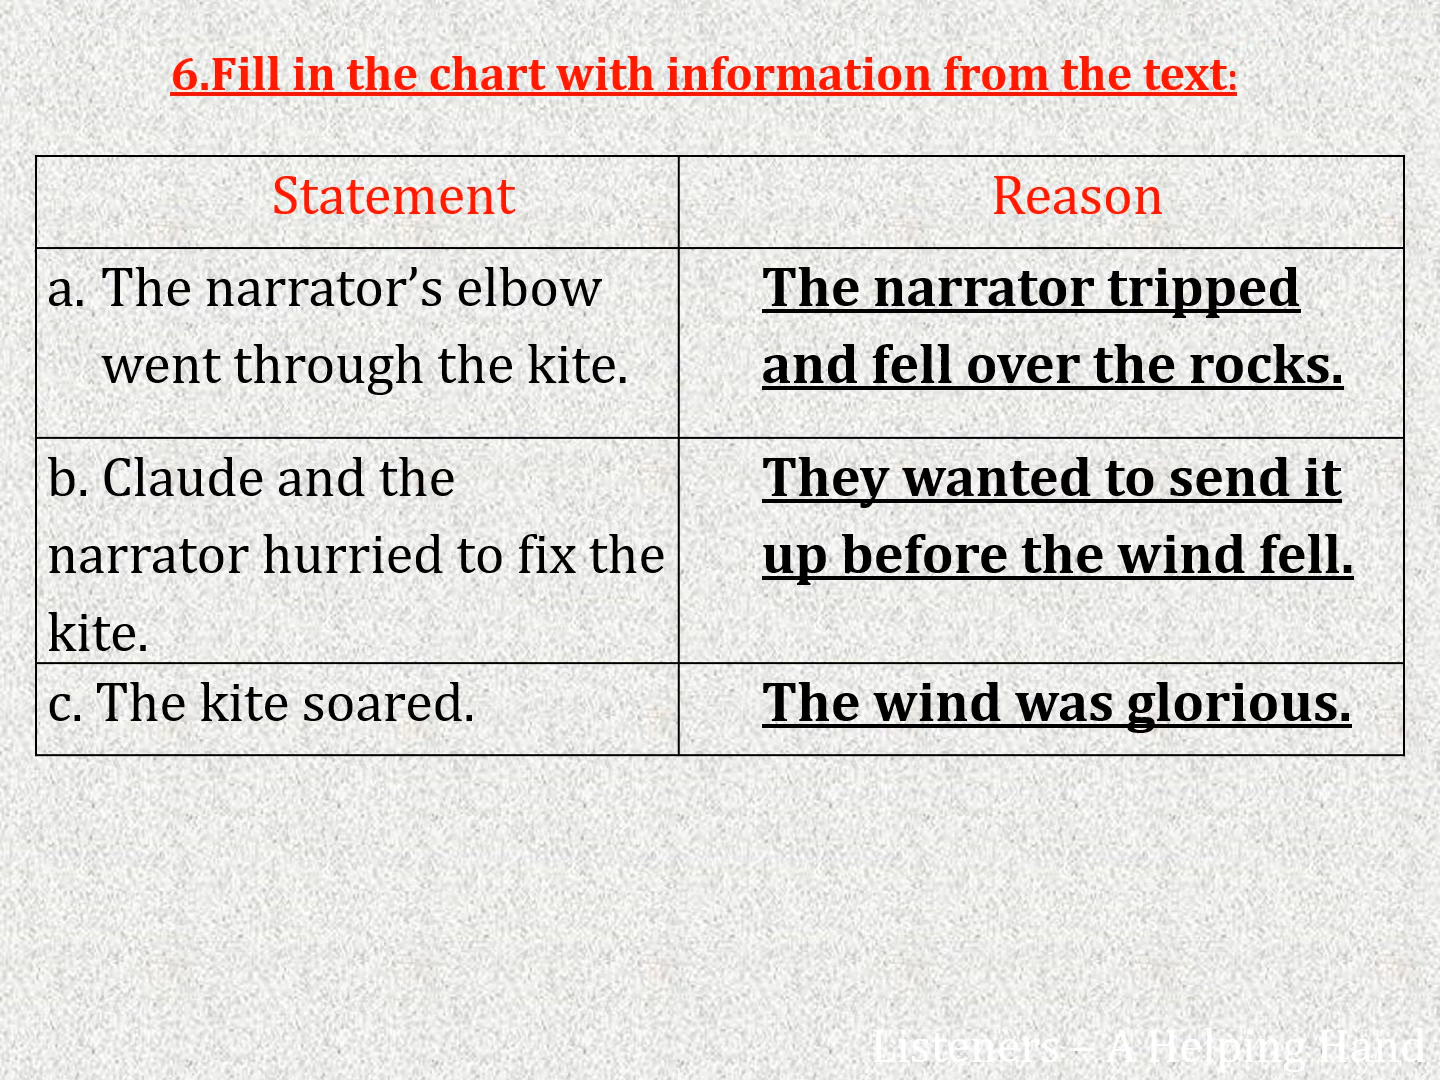 6.Fill in the chart with information from the text:
Statement
Reason
a. The narrator’s elbow
went through the kite.
The narrator tripped
and fell over the rocks.
b. Claude and the
narrator hurried to fix the
kite.
They wanted to send it
up before the wind fell.
c. The kite soared.
The wind was glorious.
Listeners – A Helping Hand